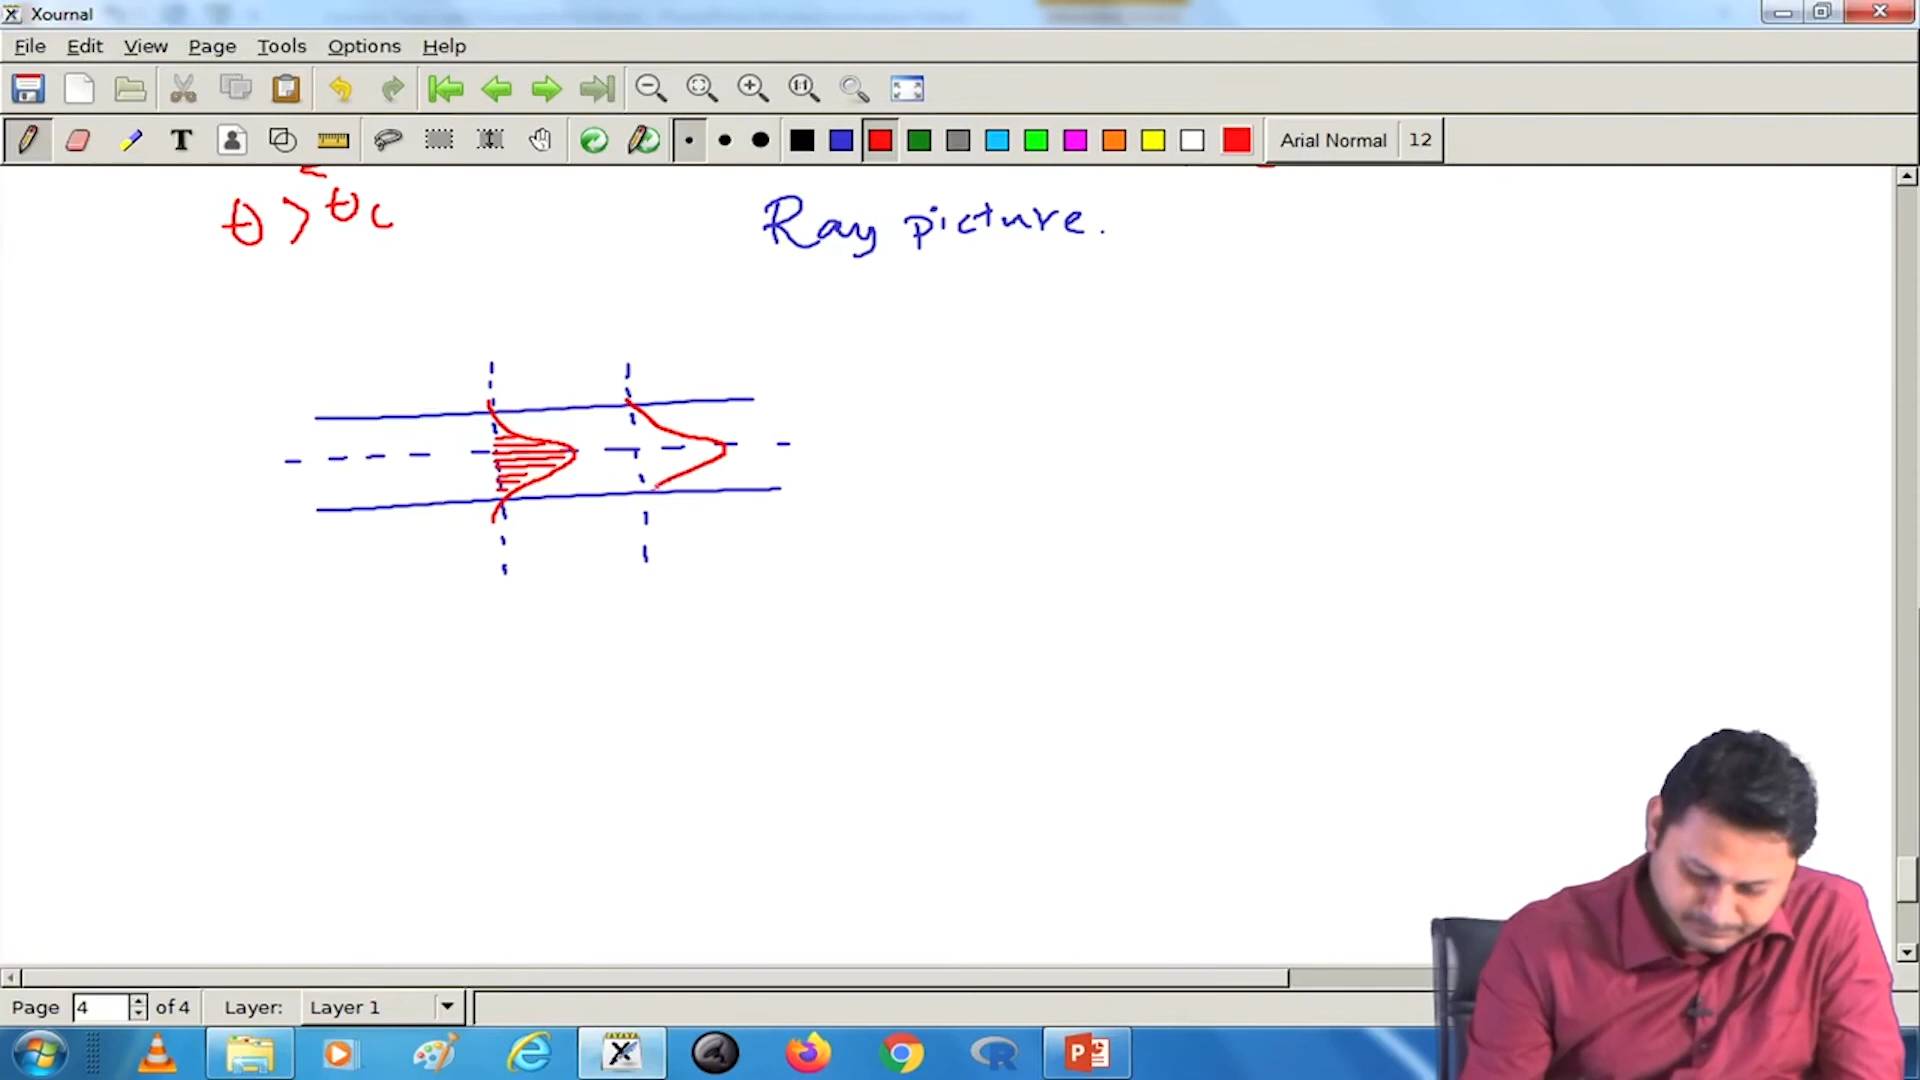 Xournal
File Edit View Page Tools Options Help
T Arial Normal 12
θ > θc
Ray picture.
Page 4 of 4 Layer: Layer 1